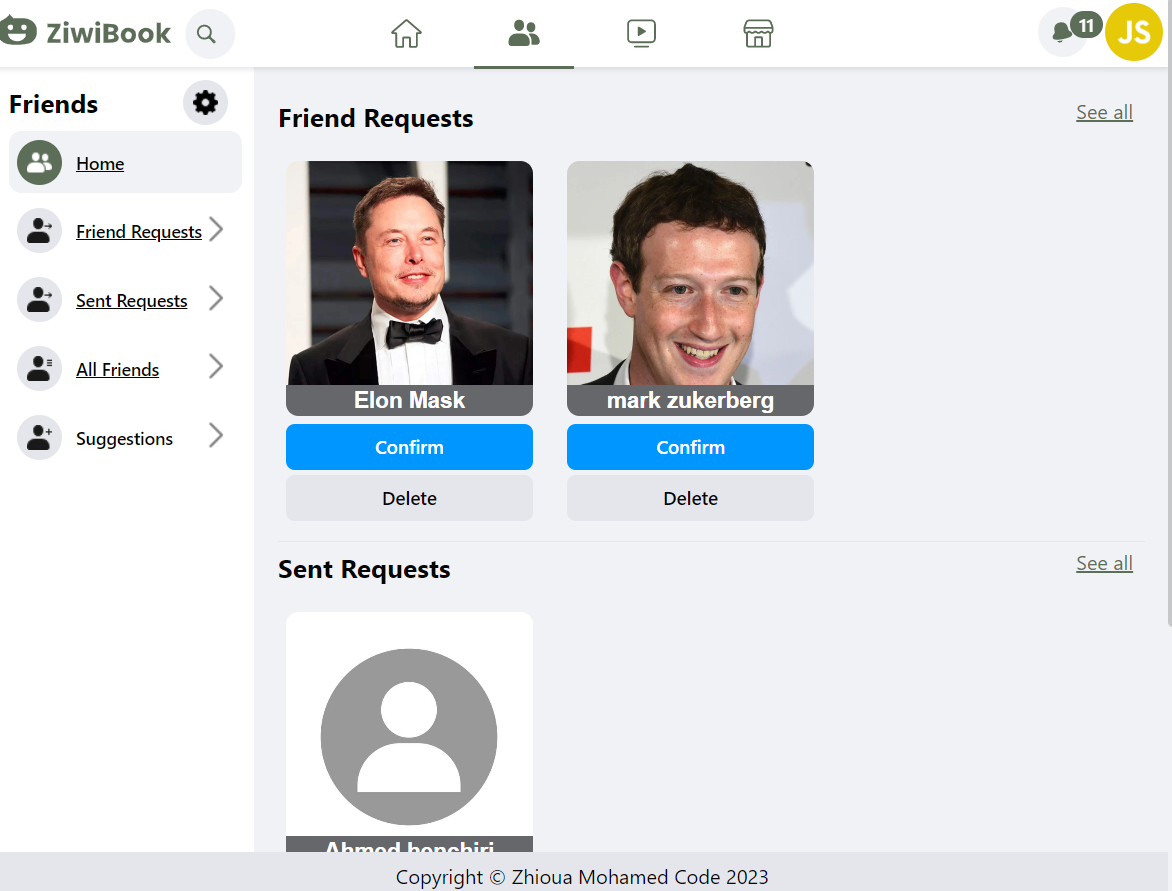 ZiwiBook
11
JS
Friends
Home
Friend Requests
Sent Requests
All Friends
Suggestions
Friend Requests
See all
Elon Mask
mark zukerberg
Confirm
Confirm
Delete
Delete
Sent Requests
See all
Ahmed benchiri
Copyright © Zhioua Mohamed Code 2023